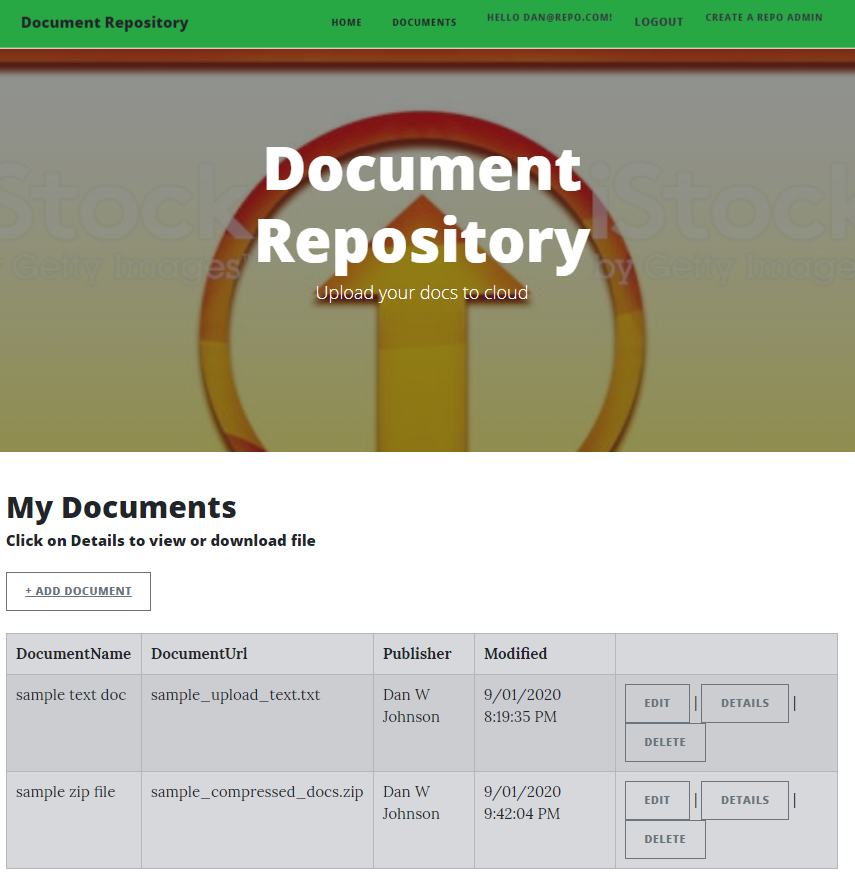 Document Repository HOME DOCUMENTS HELLO DAN@REPO.COM! LOGOUT CREATE A REPO ADMIN
Document
Repository
iStock iStock
by Getty Images by Getty Images
Upload your docs to cloud
My Documents
Click on Details to view or download file
+ ADD DOCUMENT
DocumentName DocumentUrl Publisher Modified
sample text doc sample_upload_text.txt Dan W 9/01/2020 EDIT | DETAILS |
Johnson 8:19:35 PM
DELETE
sample zip file sample_compressed_docs.zip Dan W 9/01/2020 EDIT | DETAILS |
Johnson 9:42:04 PM
DELETE